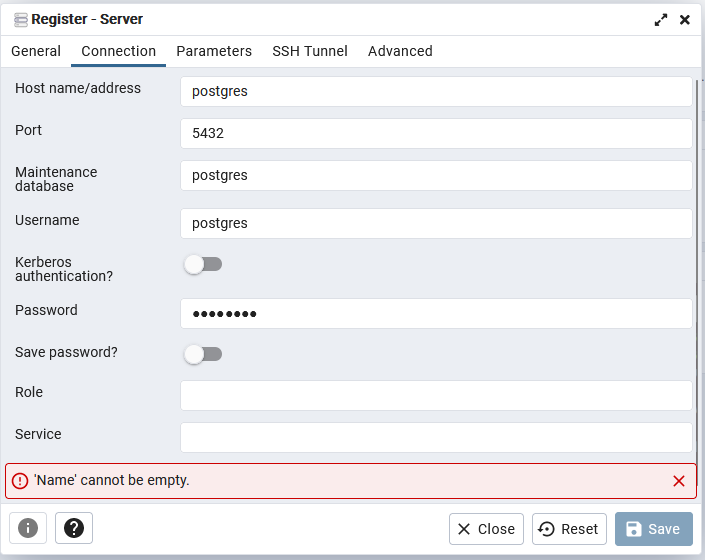 Register - Server
General Connection Parameters SSH Tunnel Advanced
Host name/address postgres
Port 5432
Maintenance
database postgres
Username postgres
Kerberos
authentication?
Password ●●●●●●●●
Save password?
Role
Service
'Name' cannot be empty.
Close Reset Save